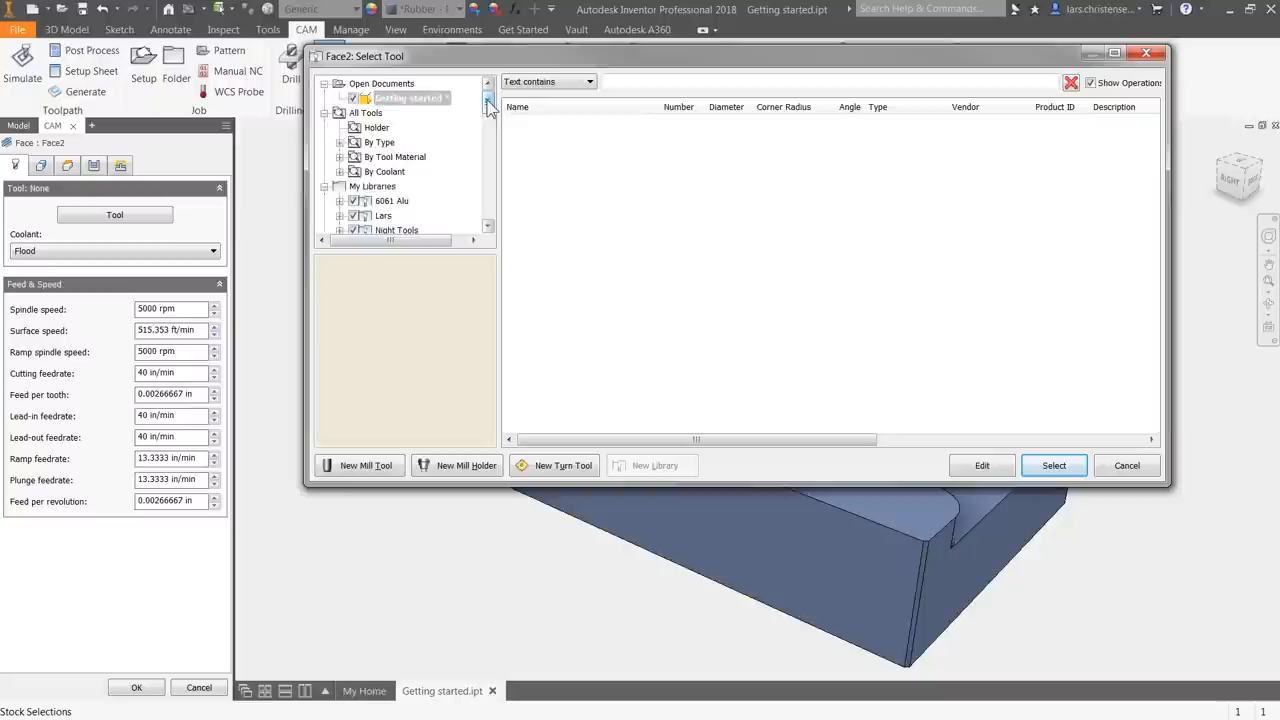 Generic
*Rubber -
Autodesk Inventor Professional 2018 Getting started.ipt
Search Help & Commands...
lars.christense...
File 3D Model Sketch Annotate Inspect Tools CAM Manage View Environments Get Started Vault Autodesk A360
Simulate
Post Process
Setup Sheet
Generate
Toolpath
Setup
Folder
Pattern
Manual NC
WCS Probe
Job
Drill
Drilling
Model CAM
Face : Face2
Tool: None
Tool
Coolant:
Flood
Feed & Speed
Spindle speed: 5000 rpm
Surface speed: 515.353 ft/min
Ramp spindle speed: 5000 rpm
Cutting feedrate: 40 in/min
Feed per tooth: 0.00266667 in
Lead-in feedrate: 40 in/min
Lead-out feedrate: 40 in/min
Ramp feedrate: 13.3333 in/min
Plunge feedrate: 13.3333 in/min
Feed per revolution: 0.00266667 in
OK Cancel
Face2: Select Tool
Open Documents
Getting started *
All Tools
Holder
By Type
By Tool Material
By Coolant
My Libraries
6061 Alu
Lars
Night Tools
Text contains
Show Operations
Name Number Diameter Corner Radius Angle Type Vendor Product ID Description
New Mill Tool New Mill Holder New Turn Tool New Library Edit Select Cancel
RIGHT
My Home Getting started.ipt
Stock Selections
1 1